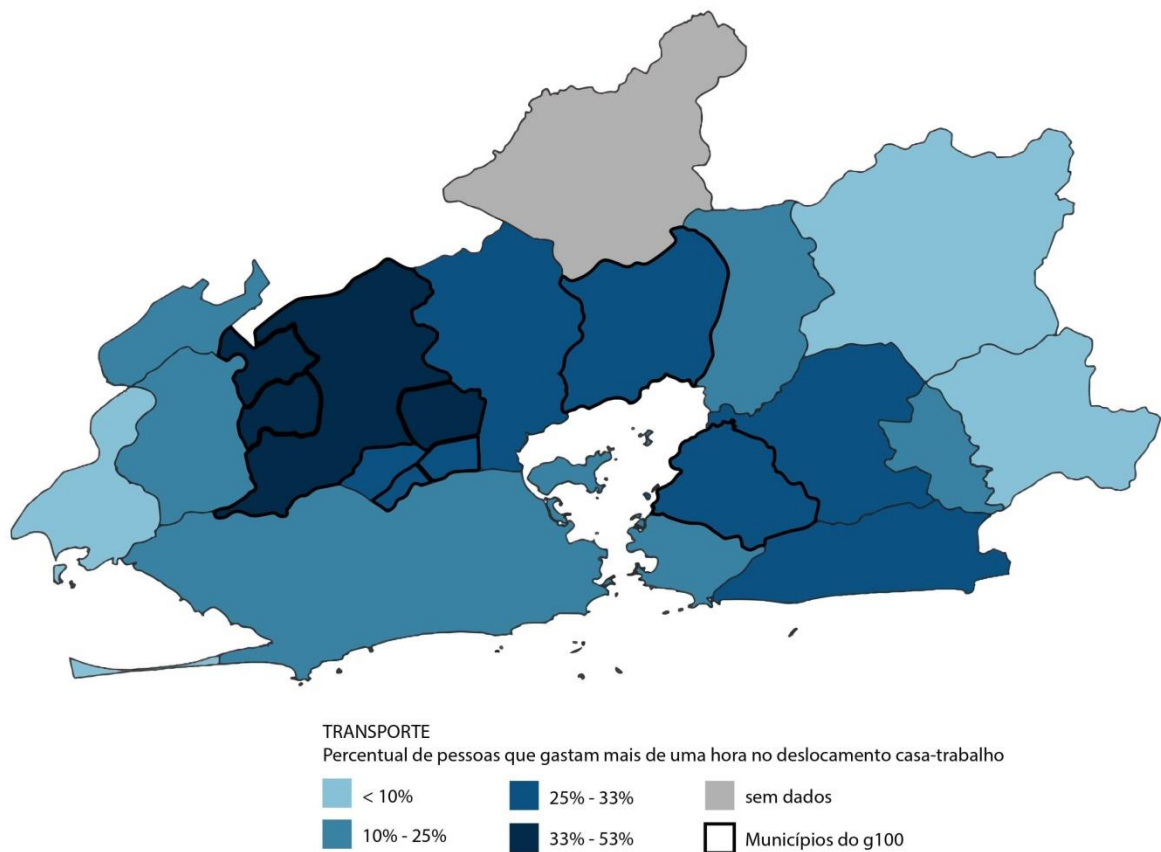 TRANSPORTE
Percentual de pessoas que gastam mais de uma hora no deslocamento casa-trabalho
< 10%
25% - 33%
sem dados
10% - 25%
33% - 53%
Municípios do g100